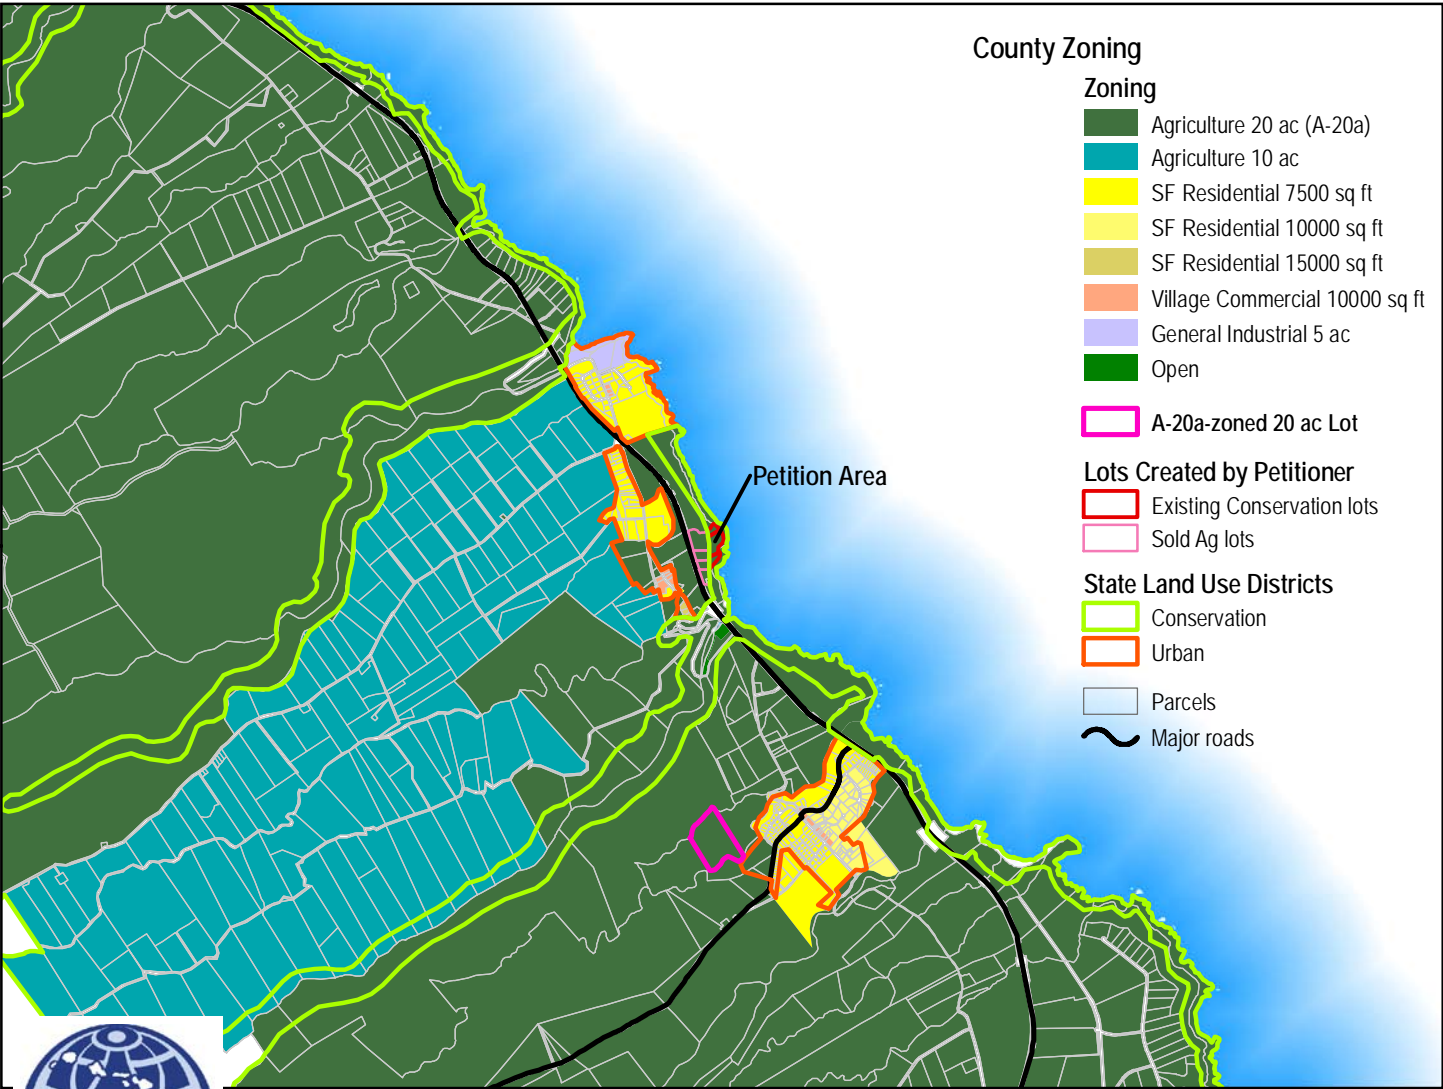 County Zoning
Zoning
Agriculture 20 ac (A-20a)
Agriculture 10 ac
SF Residential 7500 sq ft
SF Residential 10000 sq ft
SF Residential 15000 sq ft
Village Commercial 10000 sq ft
General Industrial 5 ac
Open
A-20a-zoned 20 ac Lot
Lots Created by Petitioner
Existing Conservation lots
Sold Ag lots
State Land Use Districts
Conservation
Urban
Parcels
Major roads
Petition Area